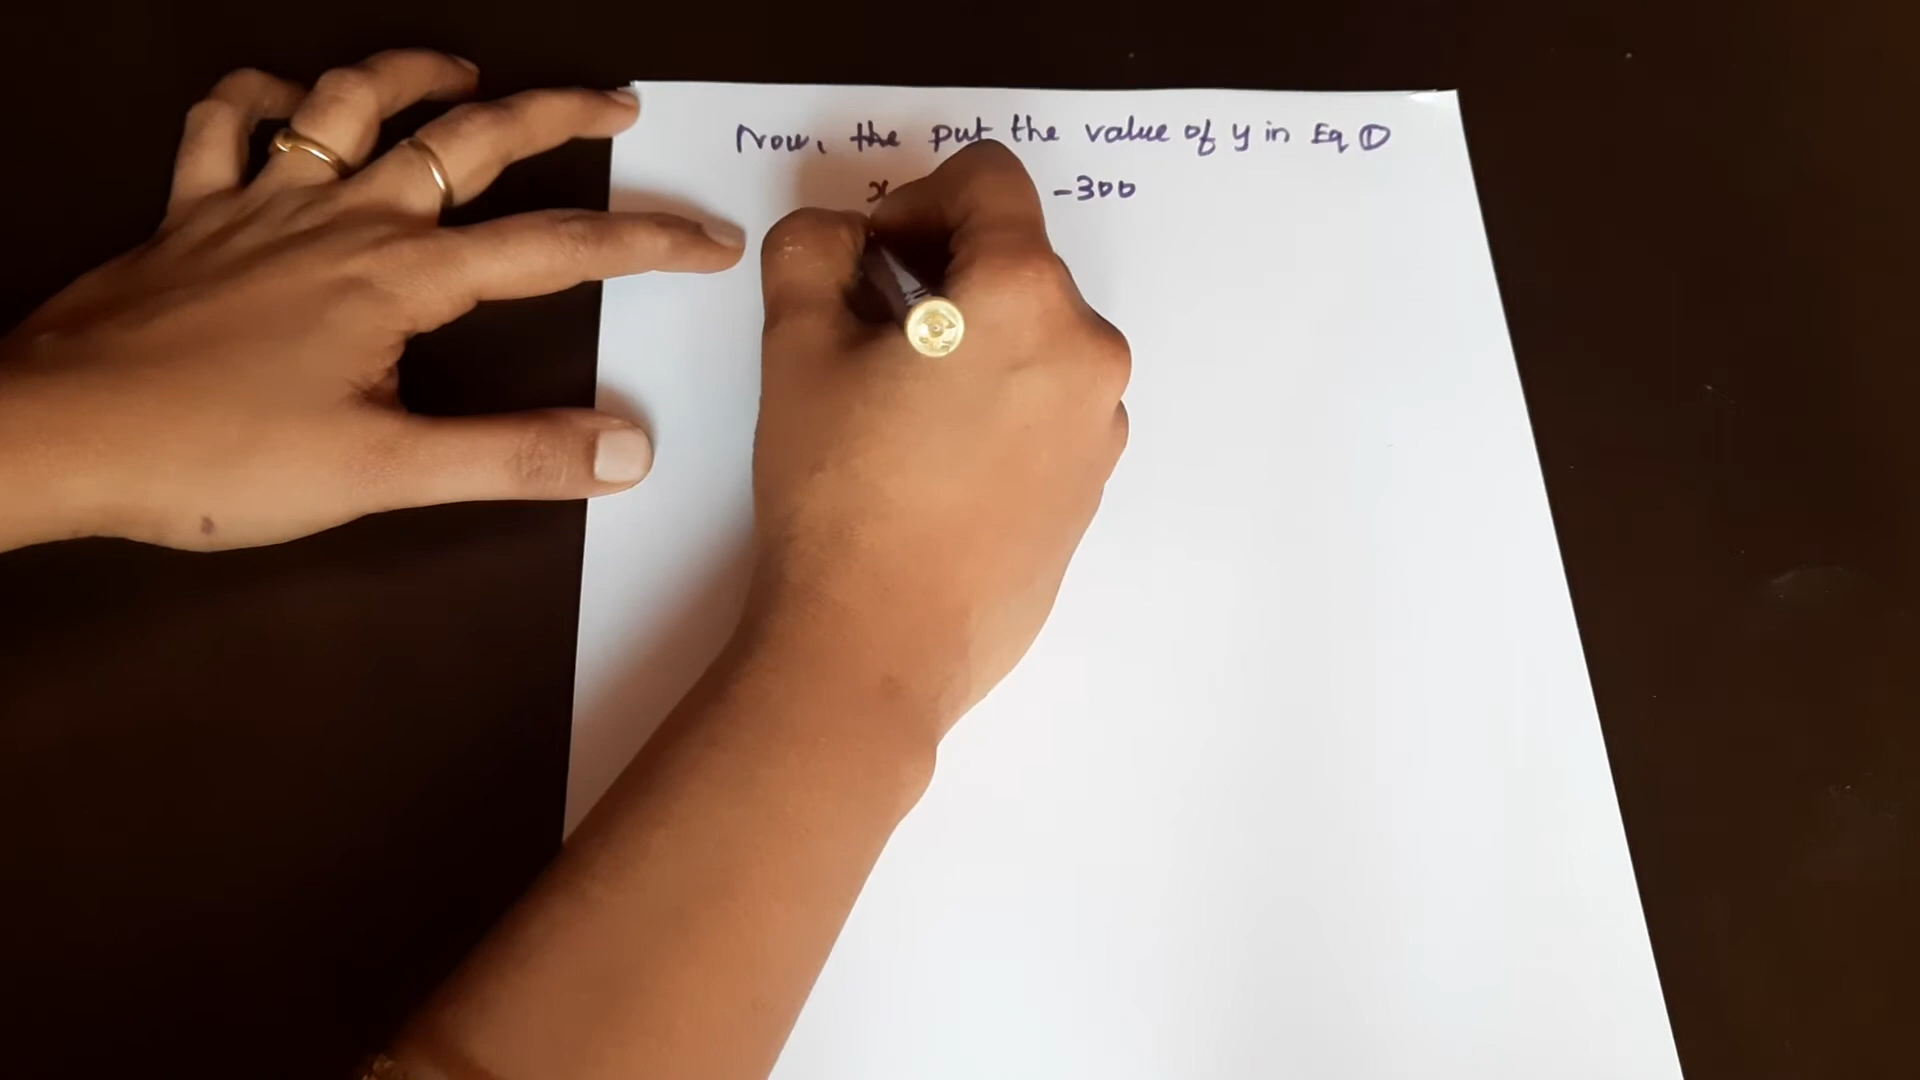 Now, the put the value of y in Eq ①
x -300